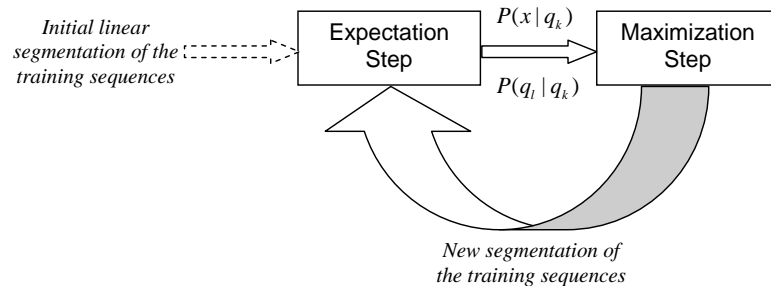 Initial linear
segmentation of the
training sequences
Expectation
Step
P(x | q_k)
P(q_l | q_k)
Maximization
Step
New segmentation of
the training sequences